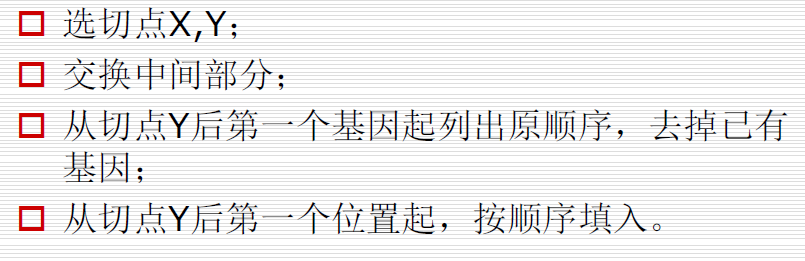 选切点X,Y；
交换中间部分；
从切点Y后第一个基因起列出原顺序，去掉已有
基因；
从切点Y后第一个位置起，按顺序填入。